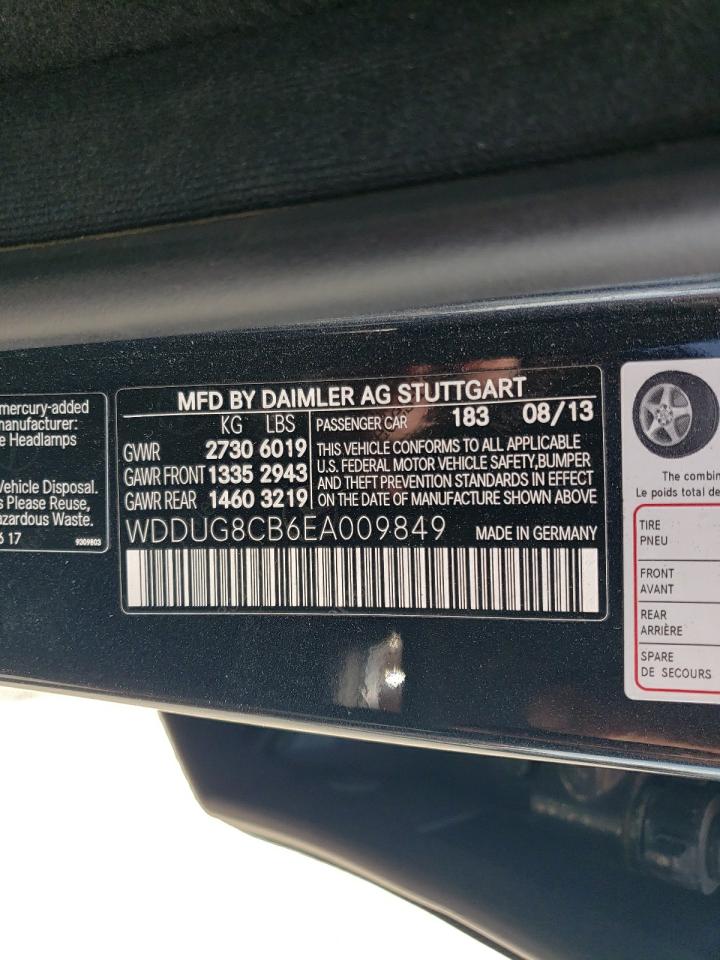 mercury-added
manufacturer:
e Headlamps
Vehicle Disposal.
s Please Reuse,
azardous Waste.
6 17
9309803
MFD BY DAIMLER AG STUTTGART
KG LBS
GVWR 2730 6019
GAWR FRONT 1335 2943
GAWR REAR 1460 3219
PASSENGER CAR 183 08/13
THIS VEHICLE CONFORMS TO ALL APPLICABLE
U.S. FEDERAL MOTOR VEHICLE SAFETY,BUMPER
AND THEFT PREVENTION STANDARDS IN EFFECT
ON THE DATE OF MANUFACTURE SHOWN ABOVE
WDDUG8CB6EA009849 MADE IN GERMANY
The combin
Le poids total de
TIRE
PNEU
FRONT
AVANT
REAR
ARRIÈRE
SPARE
DE SECOURS